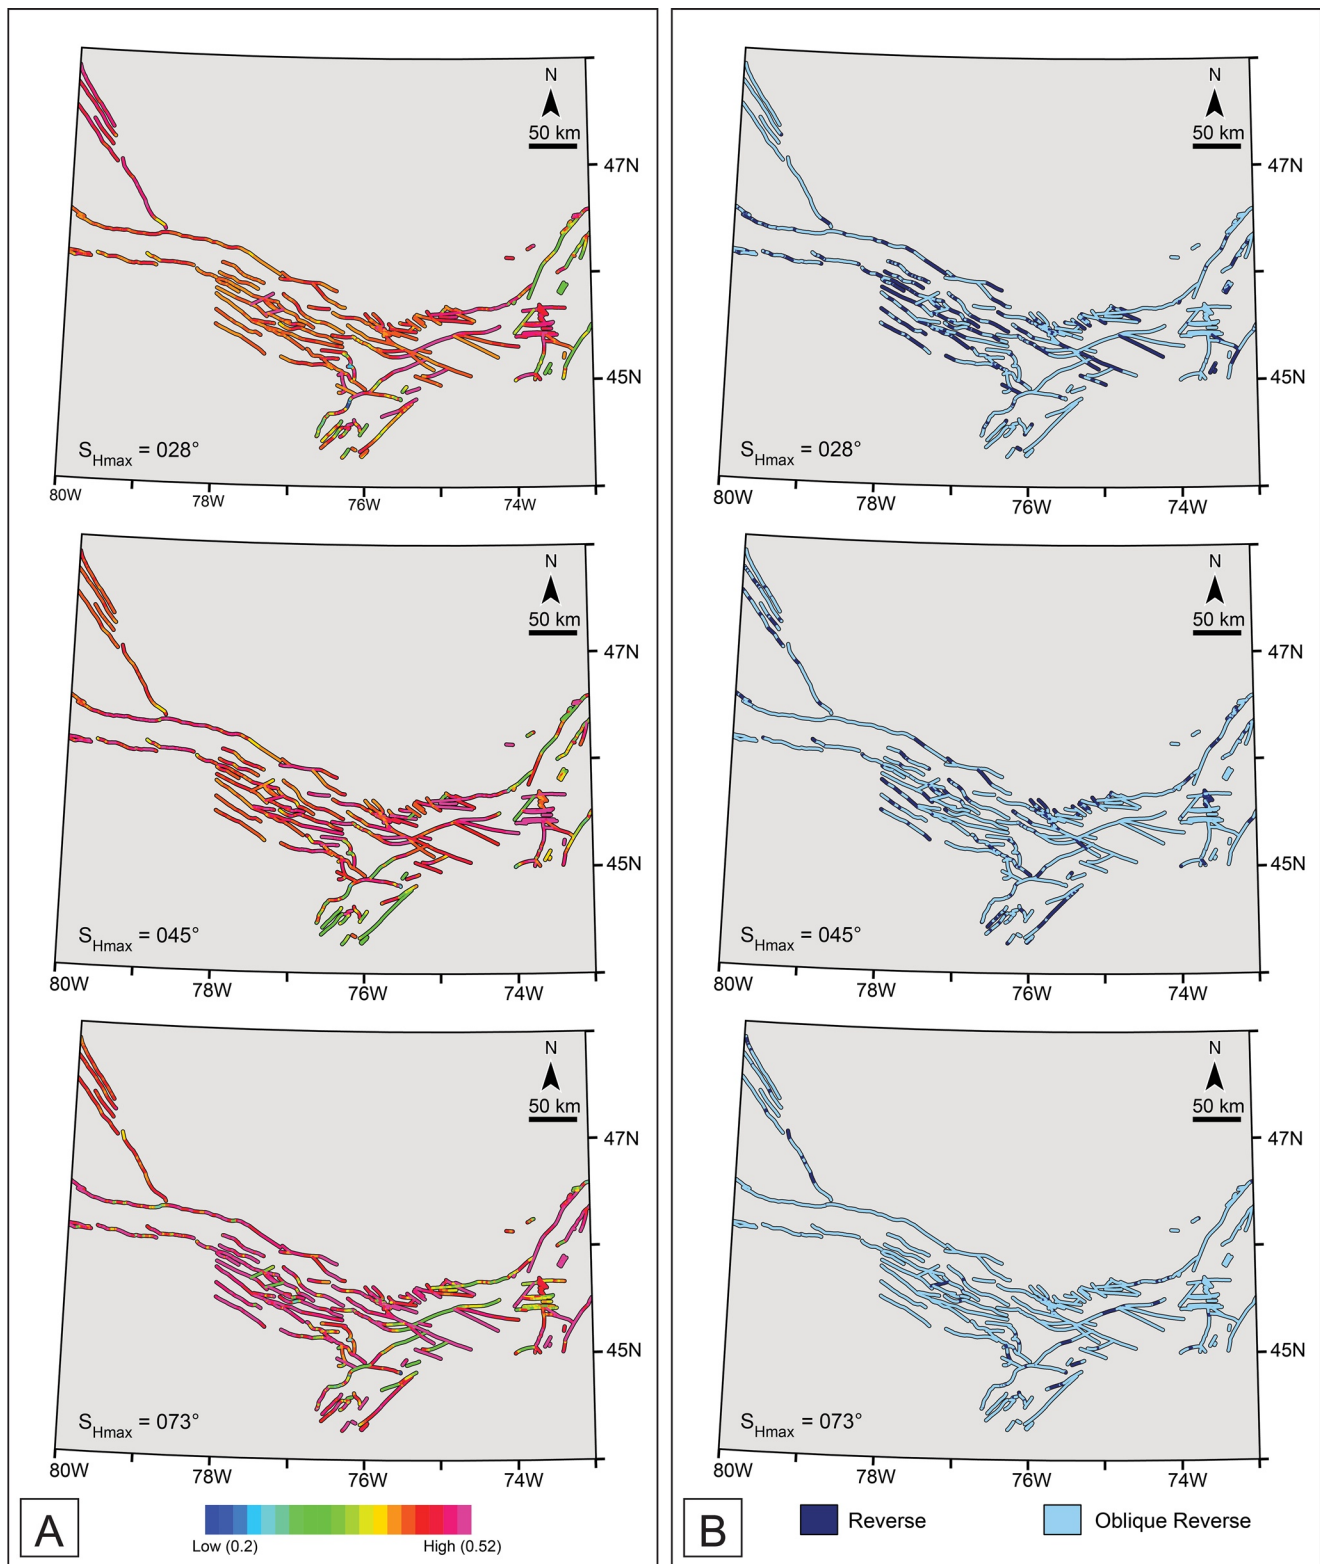 N
50 km
47N
45N
SHmax = 028°
80W
78W
76W
74W
N
50 km
47N
45N
SHmax = 045°
80W
78W
76W
74W
N
50 km
47N
45N
SHmax = 073°
80W
78W
76W
74W
A
Low (0.2)
High (0.52)
N
50 km
47N
45N
SHmax = 028°
80W
78W
76W
74W
N
50 km
47N
45N
SHmax = 045°
80W
78W
76W
74W
N
50 km
47N
45N
SHmax = 073°
80W
78W
76W
74W
B
Reverse
Oblique Reverse